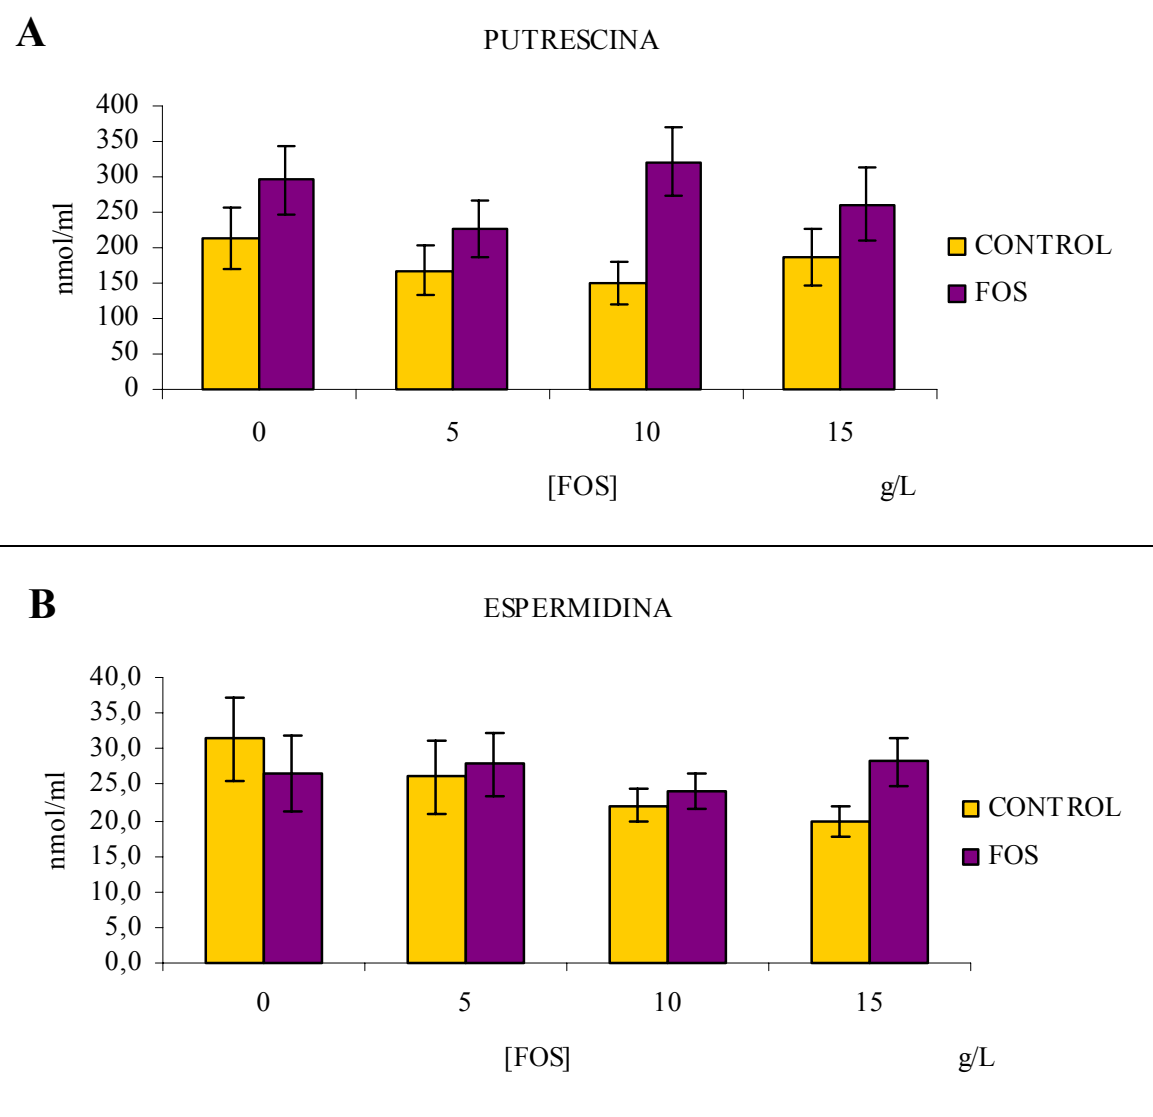 A
PUTRESCINA
400
350
300
250
200
150
100
50
0
nmol/ml
0 5 10 15
[FOS] g/L
CONTROL
FOS
B
ESPERMIDINA
40,0
35,0
30,0
25,0
20,0
15,0
10,0
5,0
0,0
nmol/ml
0 5 10 15
[FOS] g/L
CONTROL
FOS